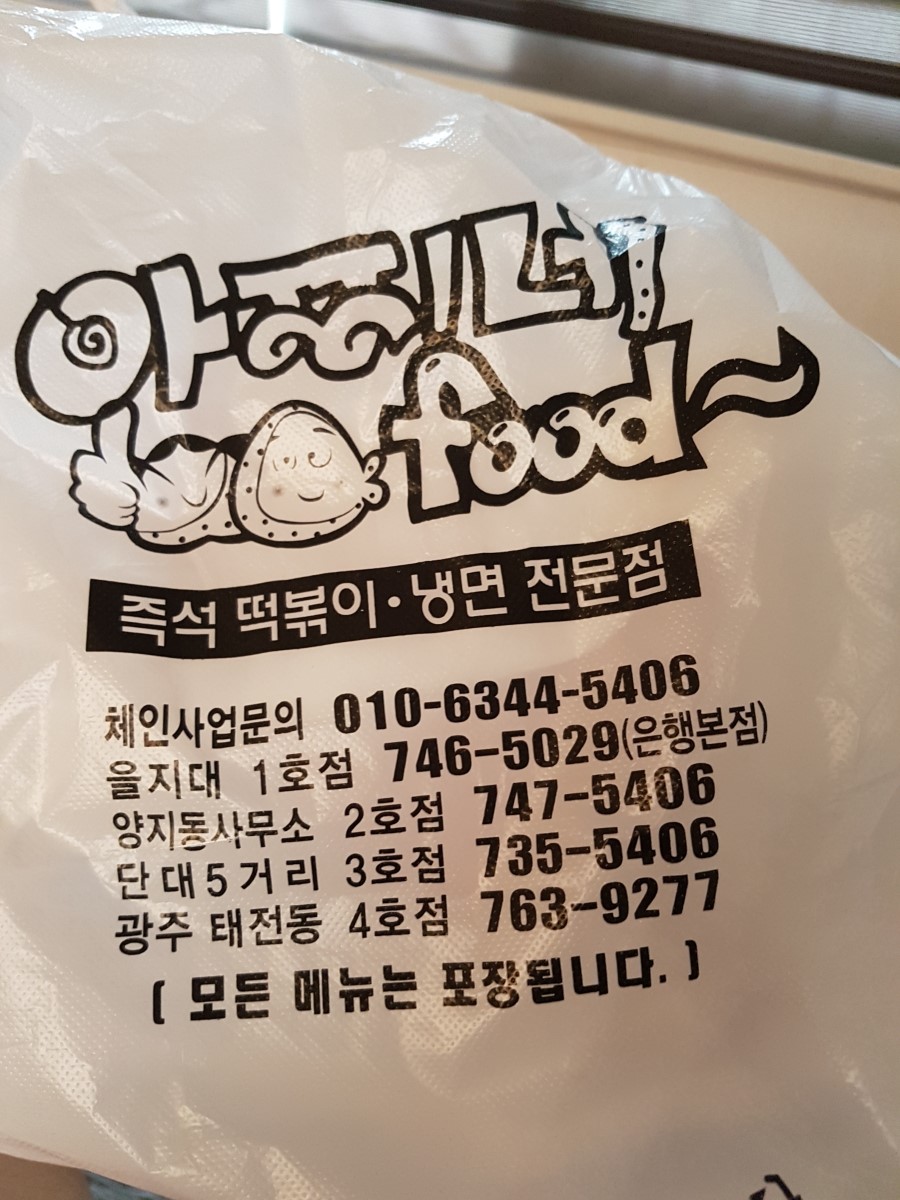 아찌네
food
즉석 떡볶이·냉면 전문점
체인사업문의 010-6344-5406
을지대 1호점 746-5029(은행본점)
양지동사무소 2호점 747-5406
단대5거리 3호점 735-5406
광주 태전동 4호점 763-9277
( 모든 메뉴는 포장됩니다. )